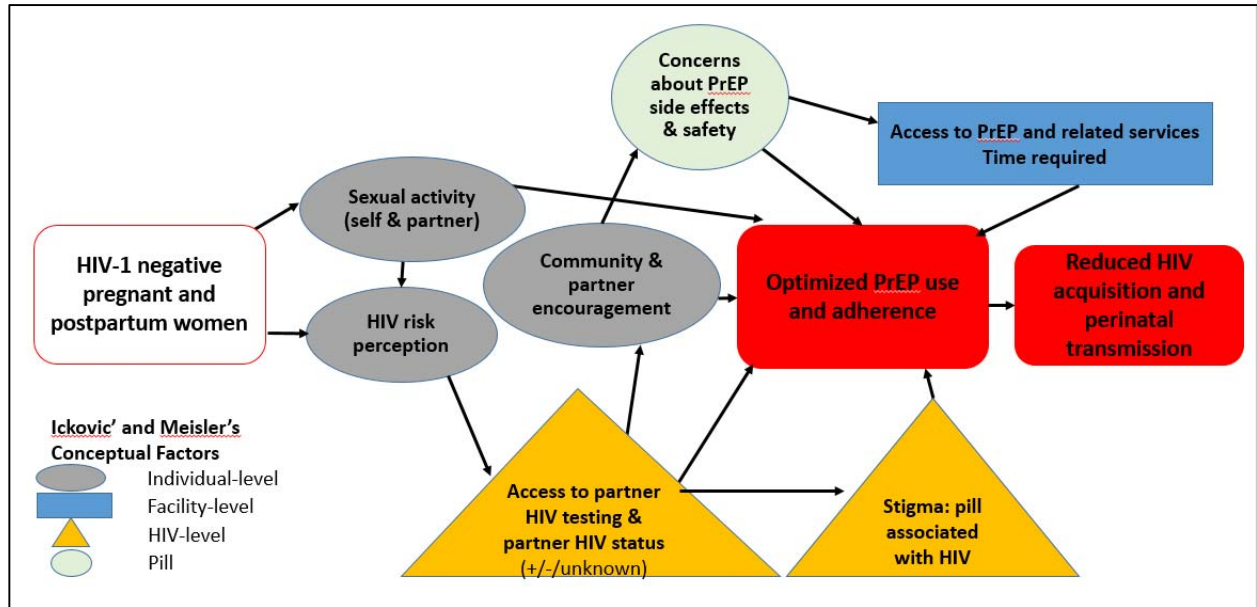 Concerns
about PrEP
side effects
& safety
Access to PrEP and related services
Time required
Sexual activity
(self & partner)
HIV-1 negative
pregnant and
postpartum women
HIV risk
perception
Community &
partner
encouragement
Optimized PrEP use
and adherence
Reduced HIV
acquisition and
perinatal
transmission
Access to partner
HIV testing &
partner HIV status
(+/-/unknown)
Stigma: pill
associated
with HIV
Ickovic’ and Meisler’s
Conceptual Factors
Individual-level
Facility-level
HIV-level
Pill